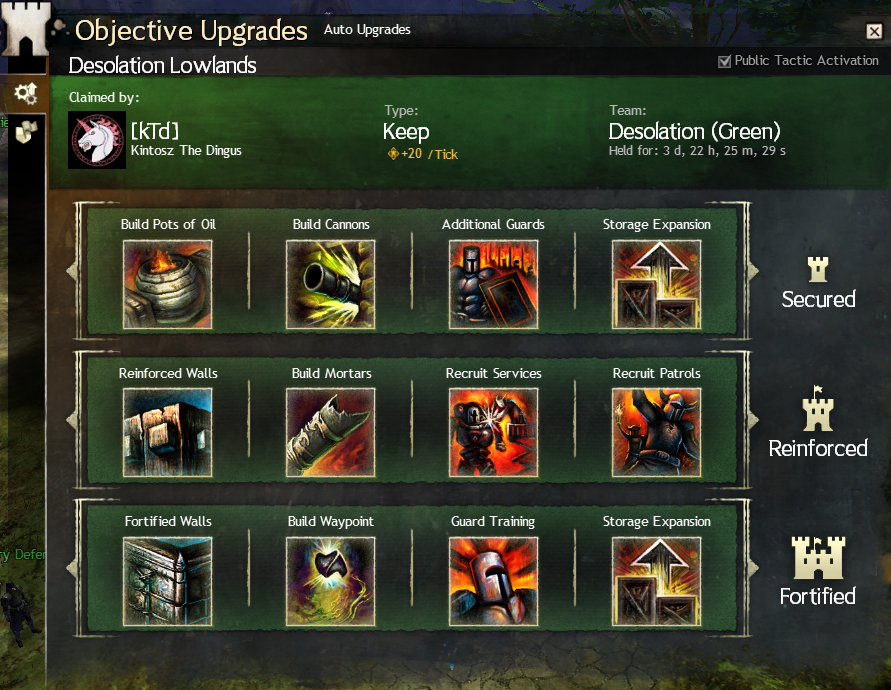 Objective Upgrades
Auto Upgrades
Desolation Lowlands
Public Tactic Activation
Claimed by:
[kTd]
Kintosz The Dingus
Type:
Keep
+20 /Tick
Team:
Desolation (Green)
Held for: 3 d, 22 h, 25 m, 29 s
Build Pots of Oil
Build Cannons
Additional Guards
Storage Expansion
Secured
Reinforced Walls
Build Mortars
Recruit Services
Recruit Patrols
Reinforced
Fortified Walls
Build Waypoint
Guard Training
Storage Expansion
Fortified